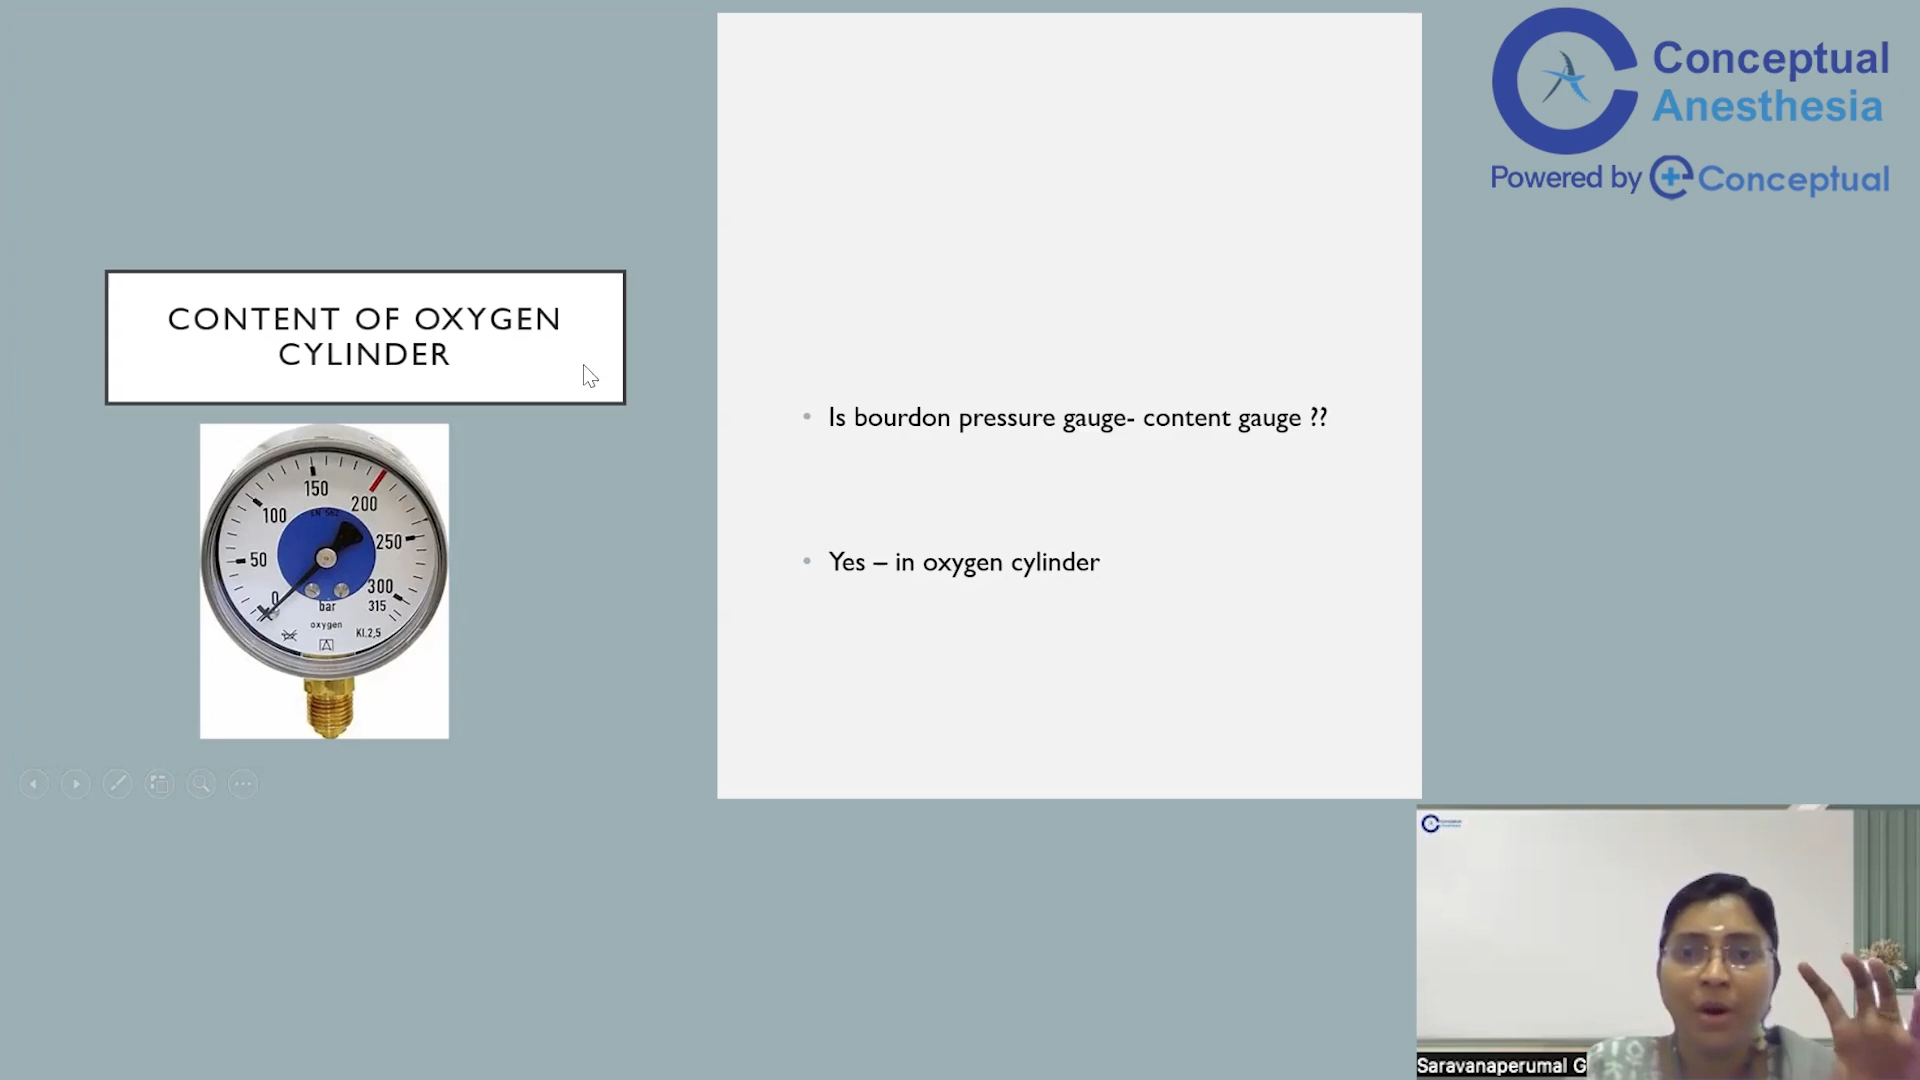 Conceptual
Anesthesia
Powered by Conceptual
CONTENT OF OXYGEN
CYLINDER
• Is bourdon pressure gauge- content gauge ??
• Yes – in oxygen cylinder
150
200
100
250
50
300
0
315
bar
oxygen
Kl.2,5
Saravanaperumal G